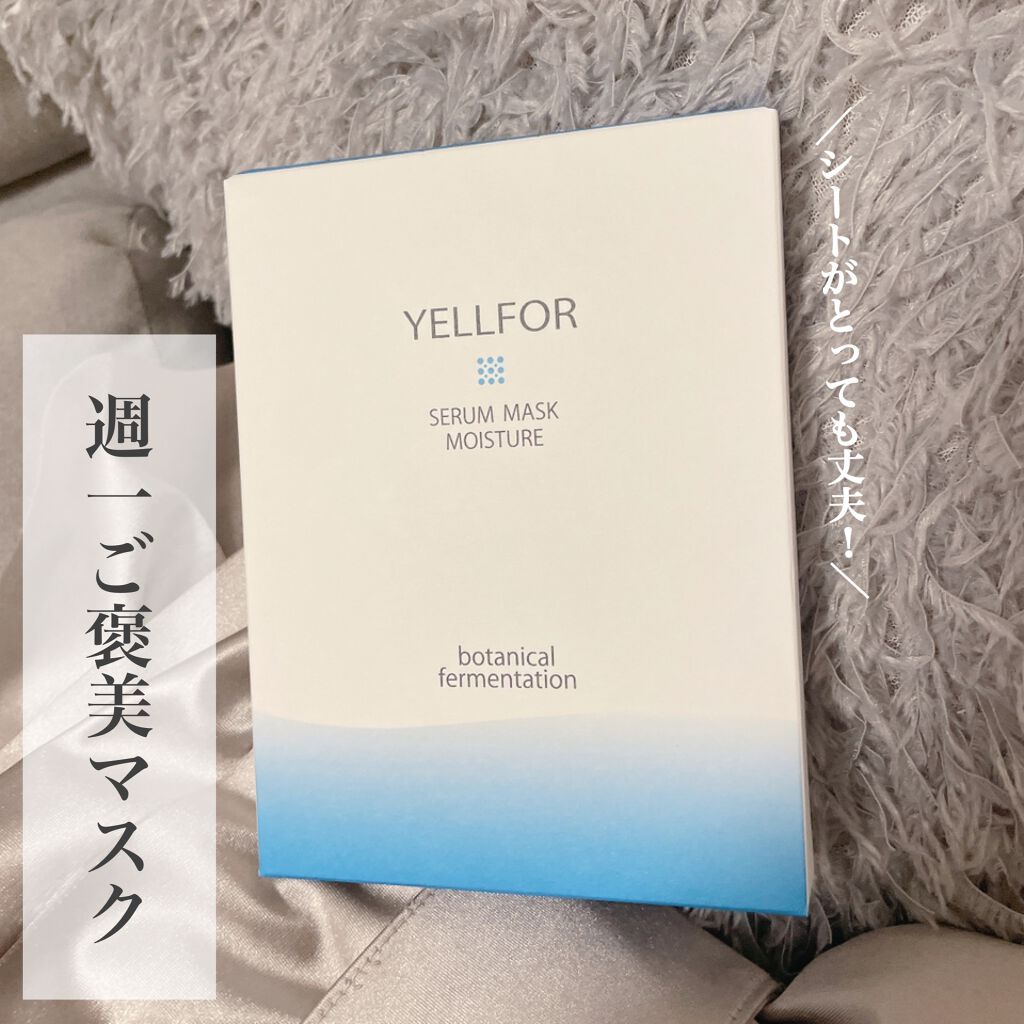 YELLFOR
SERUM MASK
MOISTURE
botanical
fermentation
週一ご褒美マスク
シートがとっても丈夫！